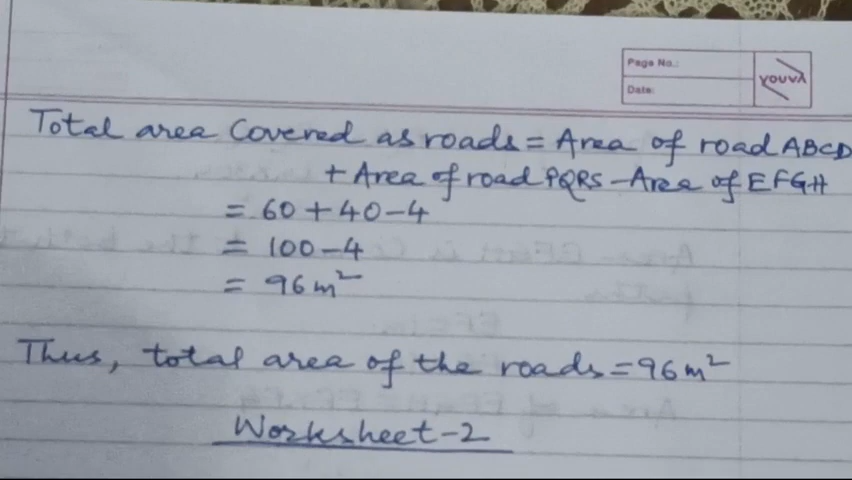 Page No.:
Date:
YOUVA
Total area Covered as roads = Area of road ABCD
+ Area of road PQRS - Area of EFGH
= 60 + 40 - 4
= 100 - 4
= 96 m²
Thus, total area of the roads = 96 m²
Worksheet - 2